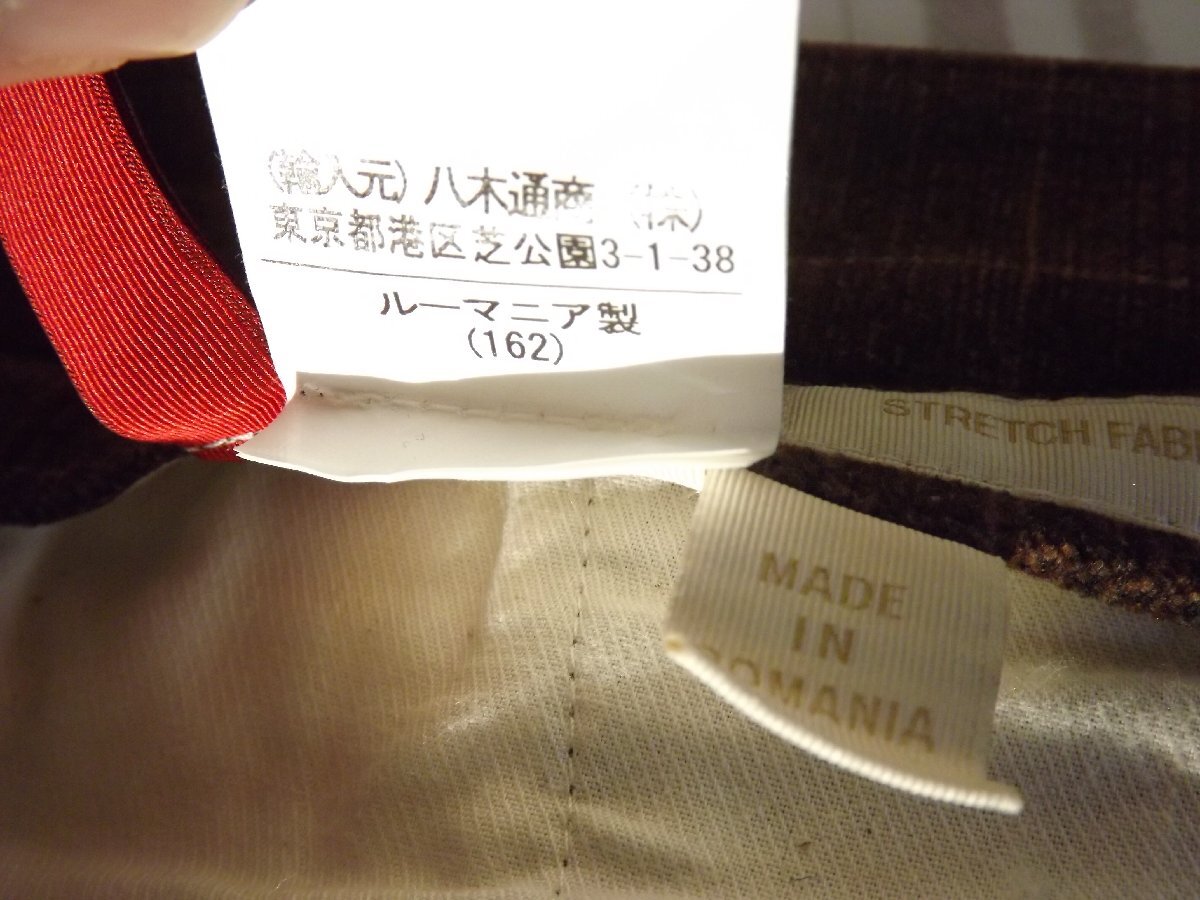 (輸入元) 八木通商 (株)
東京都港区芝公園3-1-38
ルーマニア製
(162)
STRETCH FAB
MADE
IN
ROMANIA